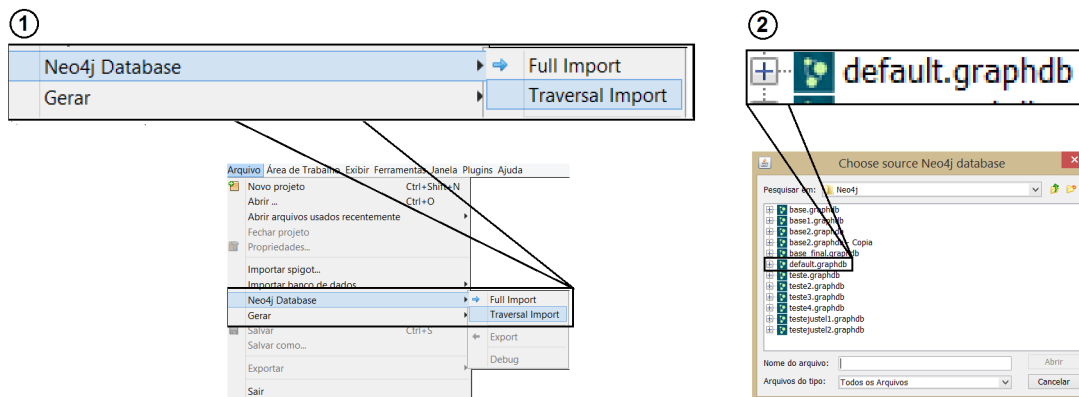 1
Neo4j Database
Full Import
Gerar
Traversal Import
Arquivo Área de Trabalho Exibir Ferramentas Janela Plugins Ajuda
Novo projeto Ctrl+Shift+N
Abrir ... Ctrl+O
Abrir arquivos usados recentemente
Fechar projeto
Propriedades...
Importar spigot...
Importar banco de dados
Neo4j Database
Full Import
Gerar
Traversal Import
Salvar Ctrl+S
Export
Salvar como...
Debug
Exportar
Sair
2
default.graphdb
Choose source Neo4j database
Pesquisar em: Neo4j
base.graphdb
base1.graphdb
base2.graphdb
base2.graphdb - Copia
base_final.graphdb
default.graphdb
teste.graphdb
teste2.graphdb
teste3.graphdb
teste4.graphdb
testejustel1.graphdb
testejustel2.graphdb
Nome do arquivo: Abrir
Arquivos do tipo: Todos os Arquivos Cancelar